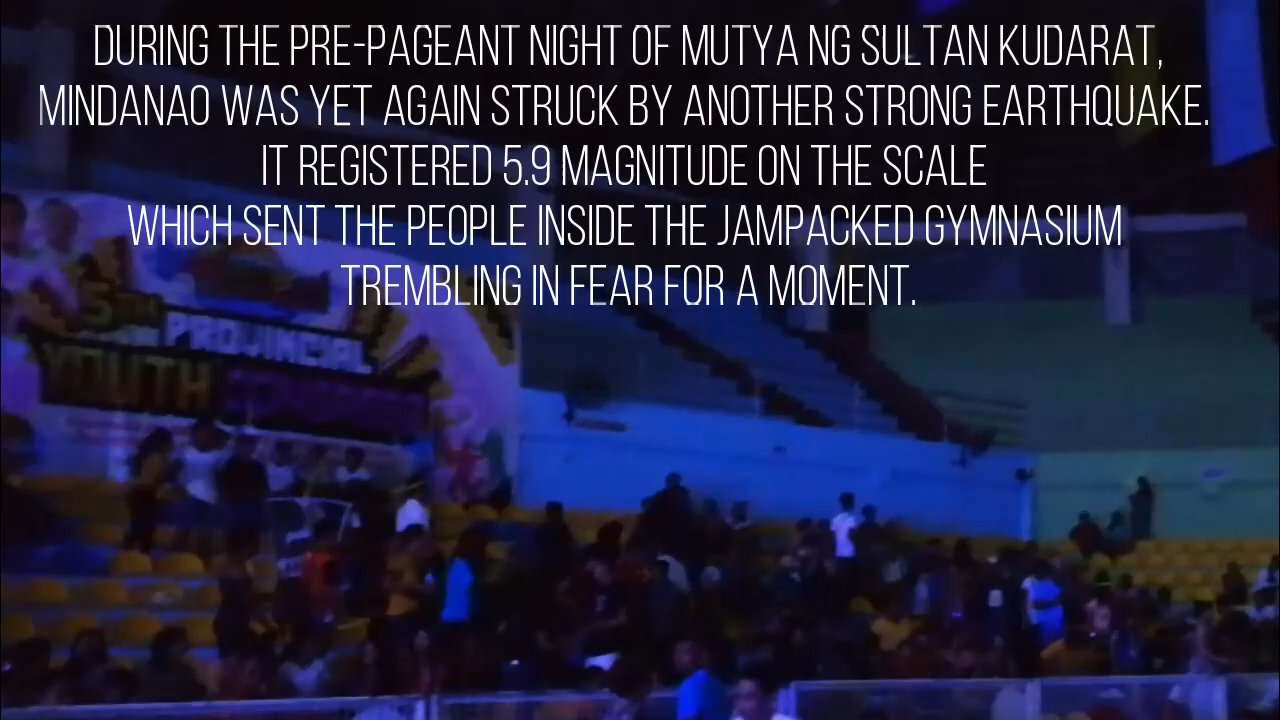 DURING THE PRE-PAGEANT NIGHT OF MUTYA NG SULTAN KUDARAT,
MINDANAO WAS YET AGAIN STRUCK BY ANOTHER STRONG EARTHQUAKE.
IT REGISTERED 5.9 MAGNITUDE ON THE SCALE
WHICH SENT THE PEOPLE INSIDE THE JAMPACKED GYMNASIUM
TREMBLING IN FEAR FOR A MOMENT.
PROVINCIAL
YOUTH